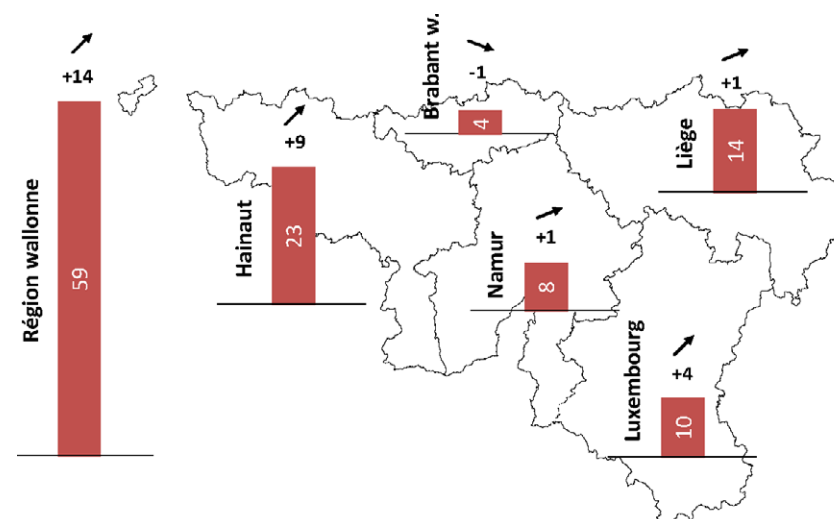 +14
59
Région wallonne
+9
23
Hainaut
Brabant w.
-1
4
+1
14
Liège
Namur
+1
8
Luxembourg
+4
10